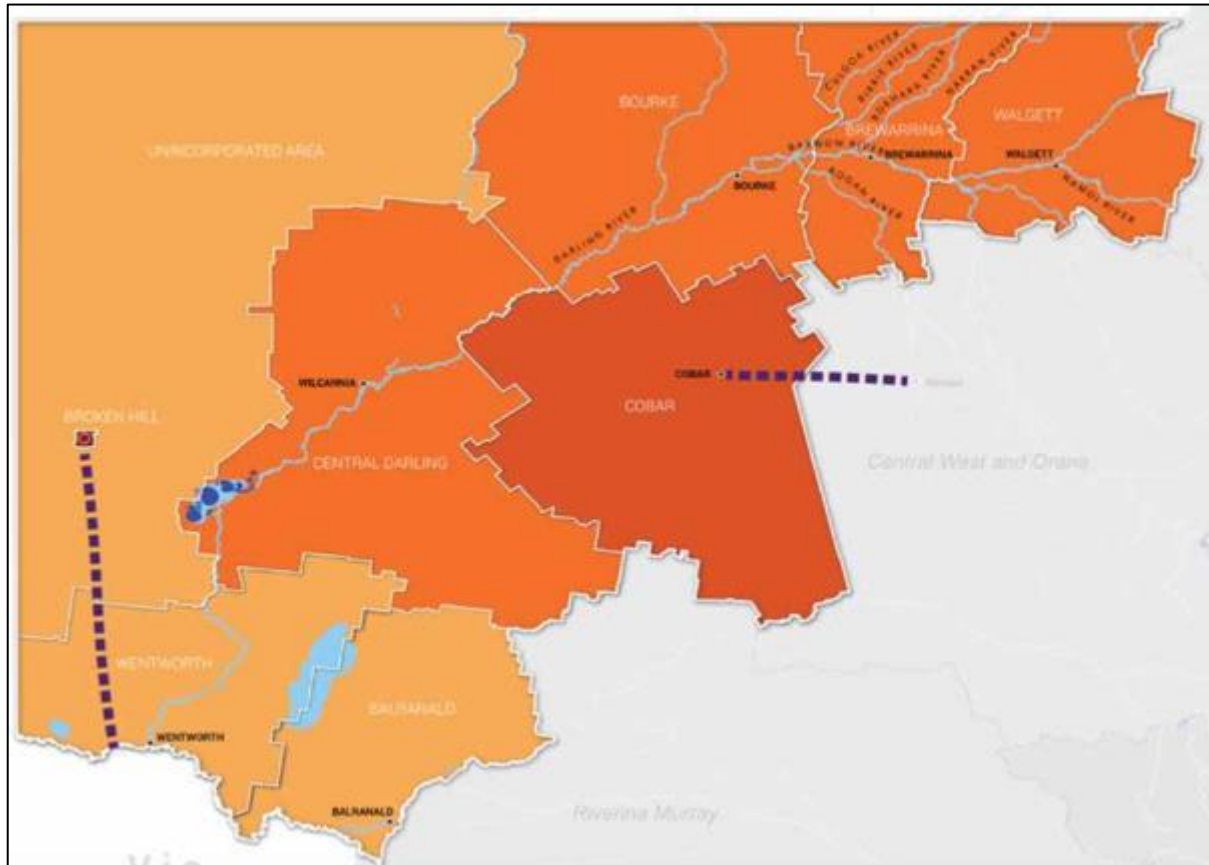 CULGOA RIVER
BIRRIE RIVER
BOKHARA RIVER
NARRAN RIVER
BOURKE
WALGETT
BREWARRINA
UNINCORPORATED AREA
BARWON RIVER
BREWARRINA
WALGETT
BOURKE
NAMOI RIVER
BOGAN RIVER
DARLING RIVER
COBAR
WILCANNIA
COBAR
BROKEN HILL
CENTRAL DARLING
Central West and Orana
WENTWORTH
BALRANALD
WENTWORTH
BALRANALD
Riverina Murray